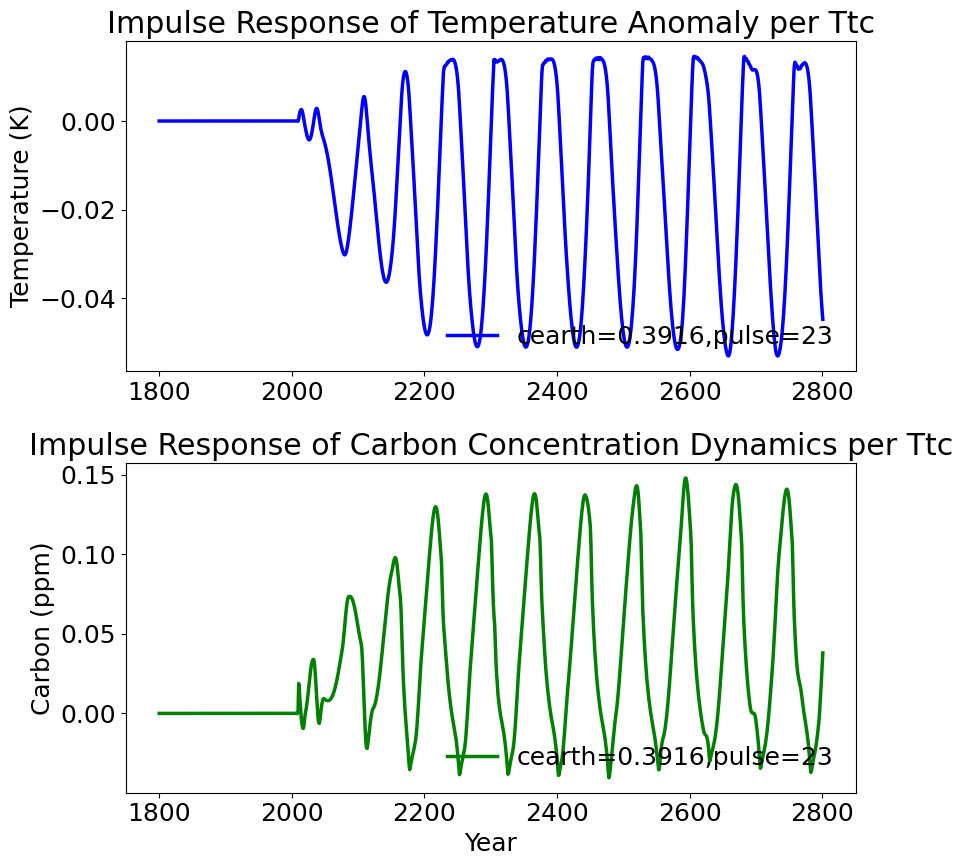 Impulse Response of Temperature Anomaly per Ttc
Temperature (K)
0.00
−0.02
−0.04
cearth=0.3916,pulse=23
1800 2000 2200 2400 2600 2800
Impulse Response of Carbon Concentration Dynamics per Ttc
Carbon (ppm)
0.15
0.10
0.05
0.00
cearth=0.3916,pulse=23
1800 2000 2200 2400 2600 2800
Year